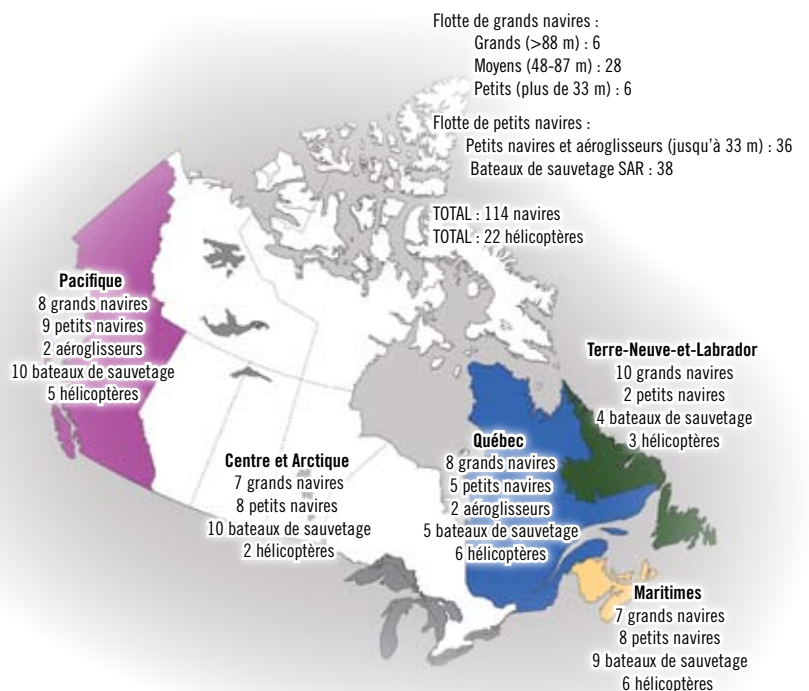 Flotte de grands navires :
Grands (>88 m) : 6
Moyens (48-87 m) : 28
Petits (plus de 33 m) : 6
Flotte de petits navires :
Petits navires et aéroglisseurs (jusqu'à 33 m) : 36
Bateaux de sauvetage SAR : 38
TOTAL : 114 navires
TOTAL : 22 hélicoptères
Pacifique
8 grands navires
9 petits navires
2 aéroglisseurs
10 bateaux de sauvetage
5 hélicoptères
Centre et Arctique
7 grands navires
8 petits navires
10 bateaux de sauvetage
2 hélicoptères
Québec
8 grands navires
5 petits navires
2 aéroglisseurs
5 bateaux de sauvetage
6 hélicoptères
Terre-Neuve-et-Labrador
10 grands navires
2 petits navires
4 bateaux de sauvetage
3 hélicoptères
Maritimes
7 grands navires
8 petits navires
9 bateaux de sauvetage
6 hélicoptères